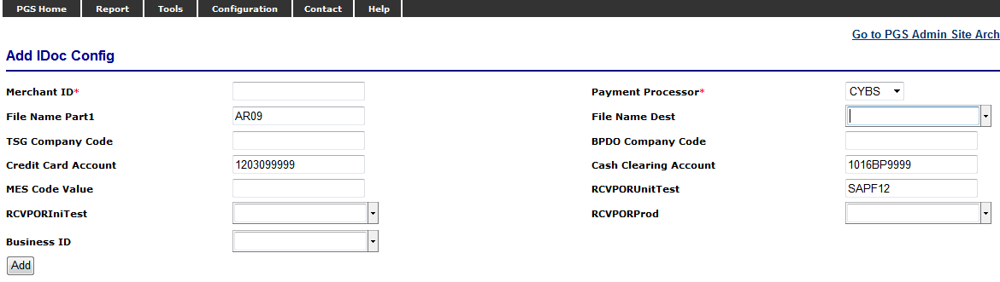 PGS Home Report Tools Configuration Contact Help
Go to PGS Admin Site Arch
Add IDoc Config
Merchant ID* Payment Processor* CYBS
File Name Part1 AR09 File Name Dest
TSG Company Code BPDO Company Code
Credit Card Account 1203099999 Cash Clearing Account 1016BP9999
MES Code Value RCVPORUnitTest SAPF12
RCVPORIniTest RCVPORProd
Business ID
Add